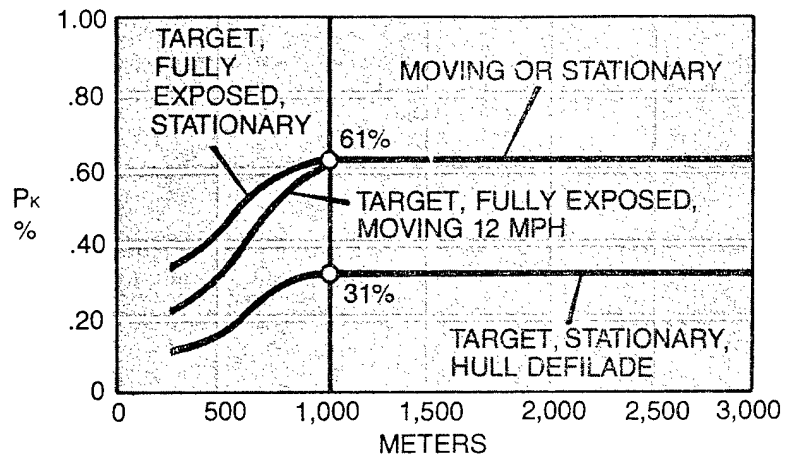 1.00
TARGET,
FULLY
EXPOSED,
STATIONARY
MOVING OR STATIONARY
.80
61%
.60
PK
%
TARGET, FULLY EXPOSED,
MOVING 12 MPH
.40
31%
.20
TARGET, STATIONARY,
HULL DEFILADE
0
0 500 1,000 1,500 2,000 2,500 3,000
METERS